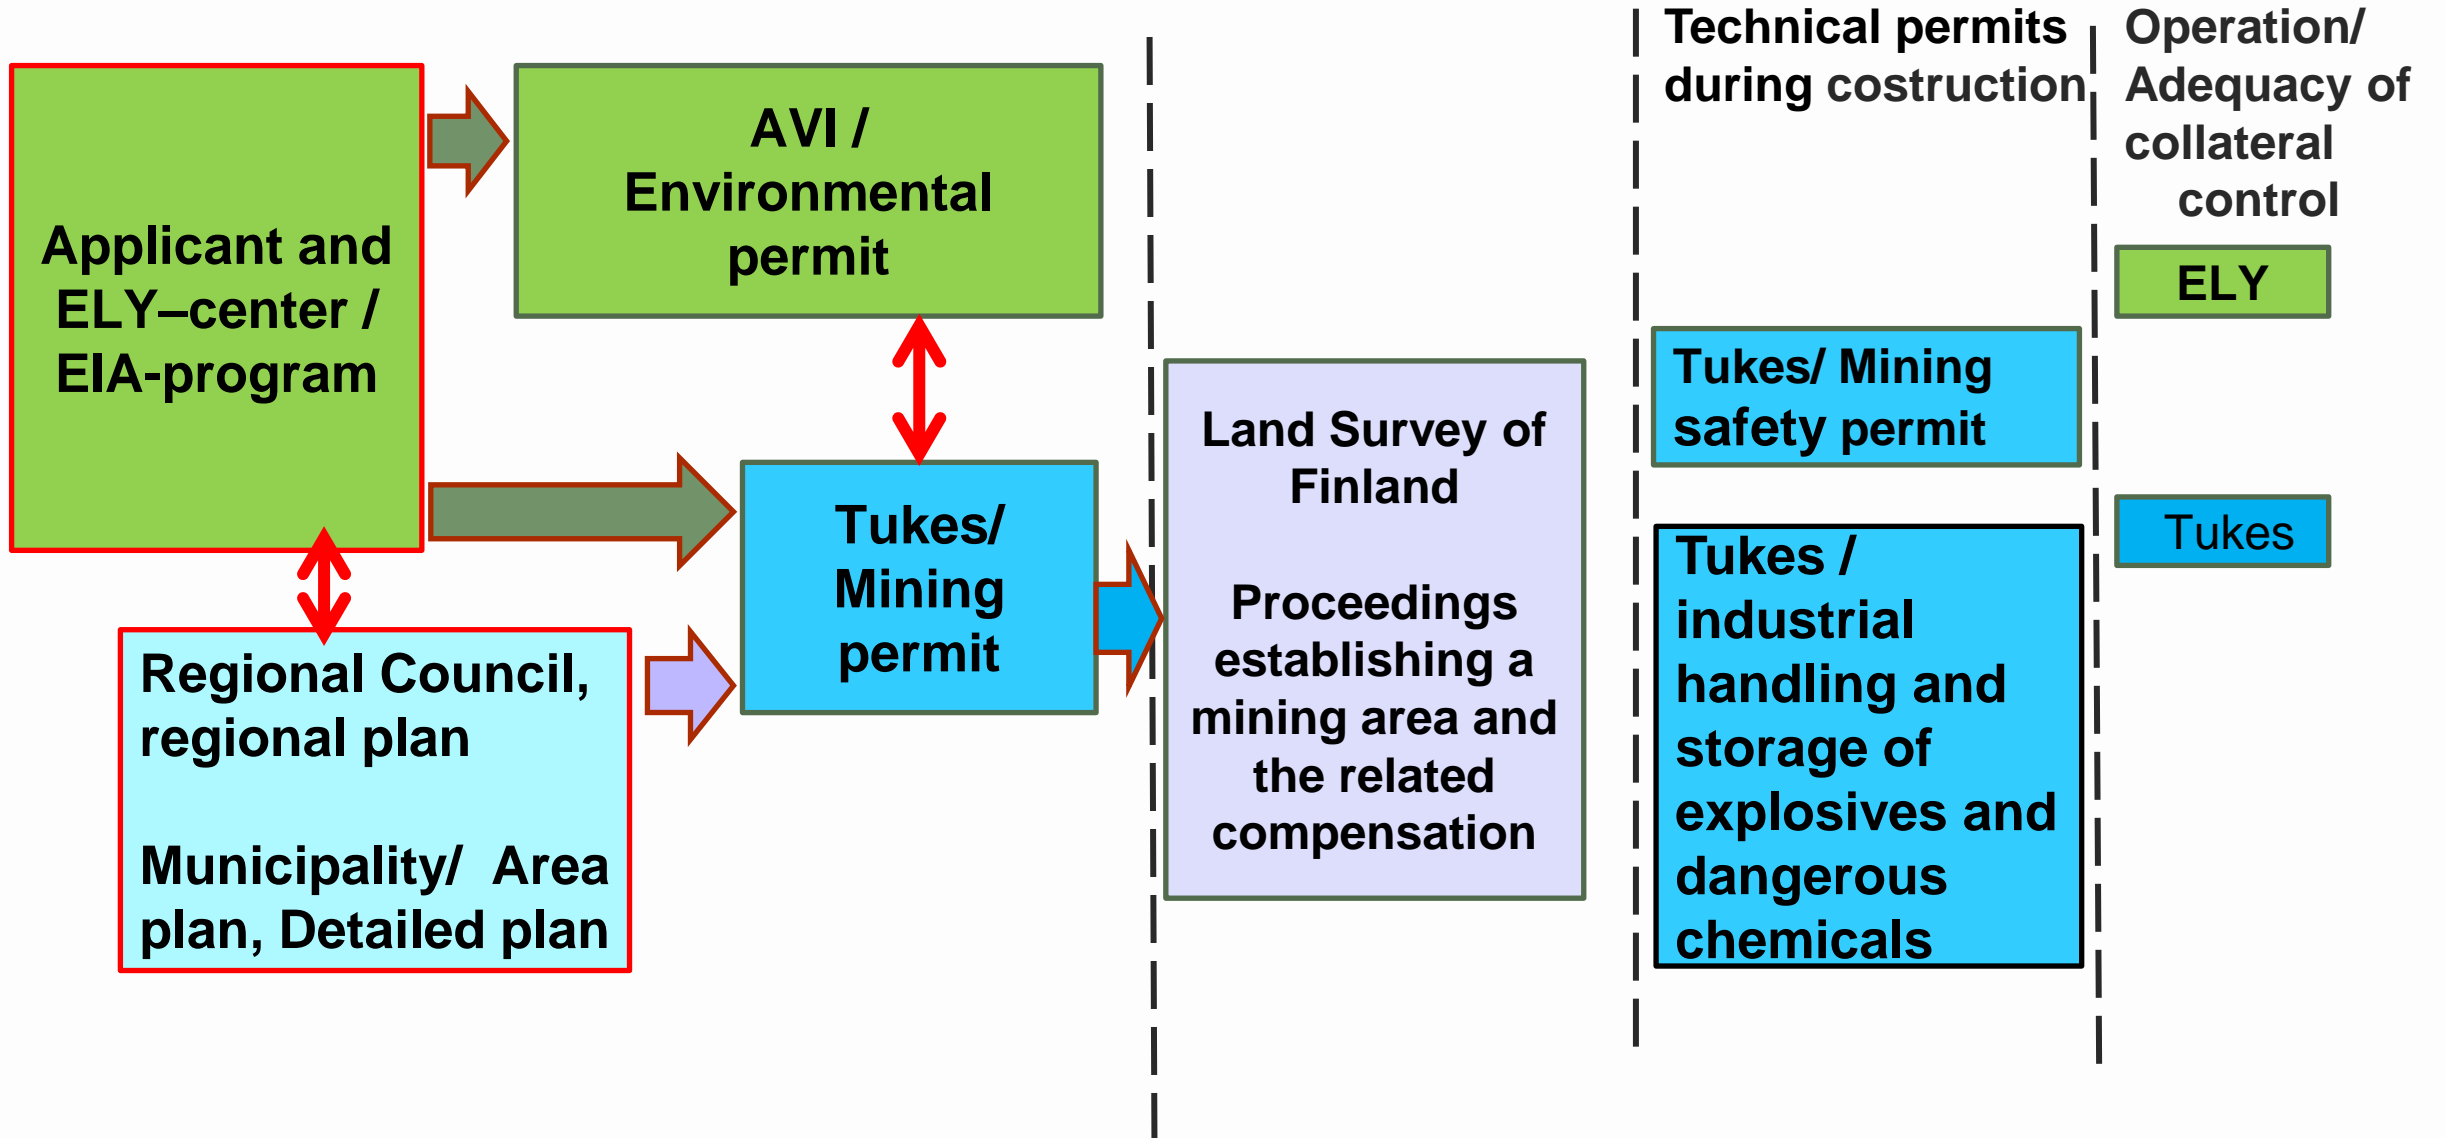 Applicant and
ELY–center /
EIA-program
AVI /
Environmental
permit
Regional Council,
regional plan
Municipality/ Area
plan, Detailed plan
Tukes/
Mining
permit
Land Survey of
Finland
Proceedings
establishing a
mining area and
the related
compensation
Technical permits
during costruction
Tukes/ Mining
safety permit
Tukes /
industrial
handling and
storage of
explosives and
dangerous
chemicals
Operation/
Adequacy of
collateral
control
ELY
Tukes